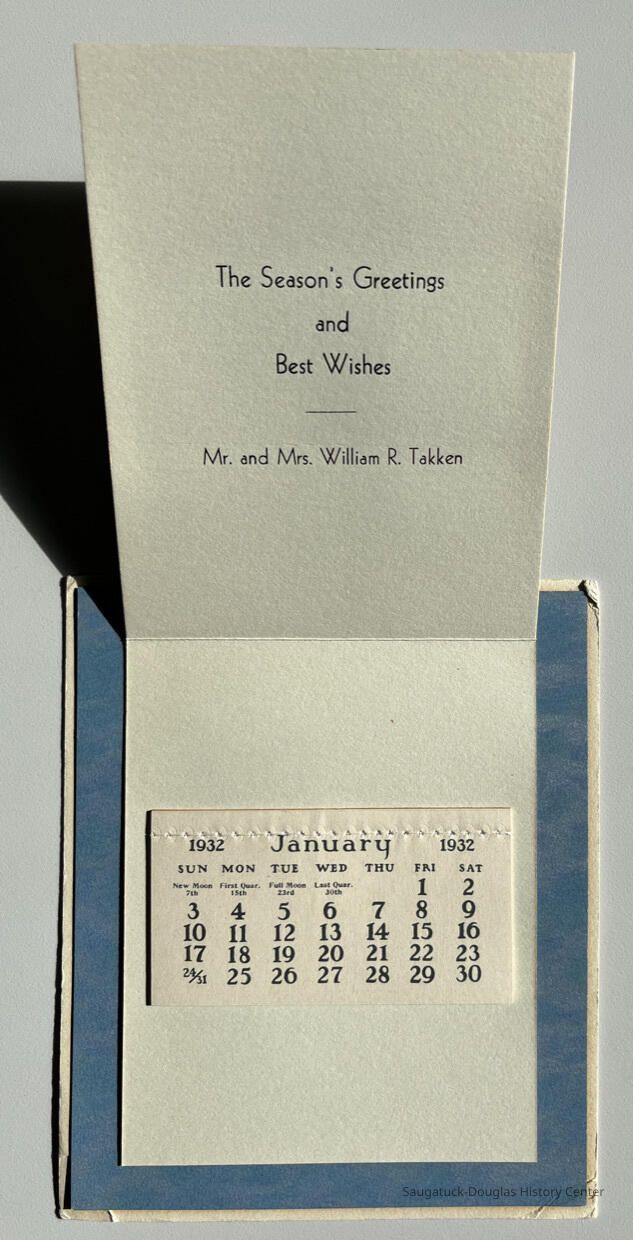 The Season's Greetings
and
Best Wishes
Mr. and Mrs. William R. Takken
1932 January 1932
SUN MON TUE WED THU FRI SAT
New Moon 7th First Quar. 15th Full Moon 23rd Last Quar. 30th 1 2
3 4 5 6 7 8 9
10 11 12 13 14 15 16
17 18 19 20 21 22 23
24/31 25 26 27 28 29 30
Saugatuck-Douglas History Center